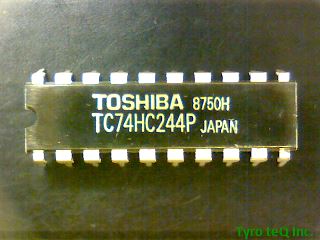 TOSHIBA 8750H
TC74HC244P JAPAN
Tyro teQ Inc.